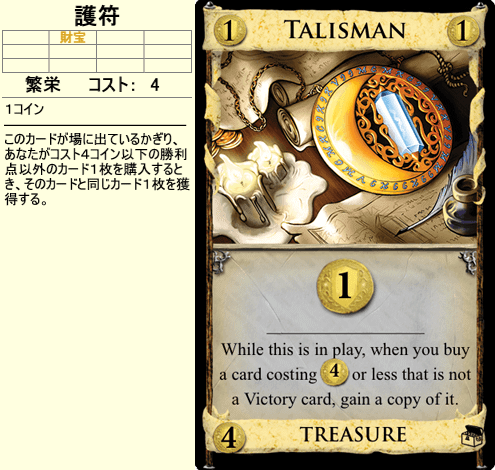 護符
財宝
繁栄 コスト: 4
1コイン
このカードが場に出ているかぎり、
あなたがコスト4コイン以下の勝利
点以外のカード1枚を購入すると
き、そのカードと同じカード1枚を獲
得する。
1 TALISMAN 1
1
While this is in play, when you buy
a card costing 4 or less that is not
a Victory card, gain a copy of it.
4 TREASURE